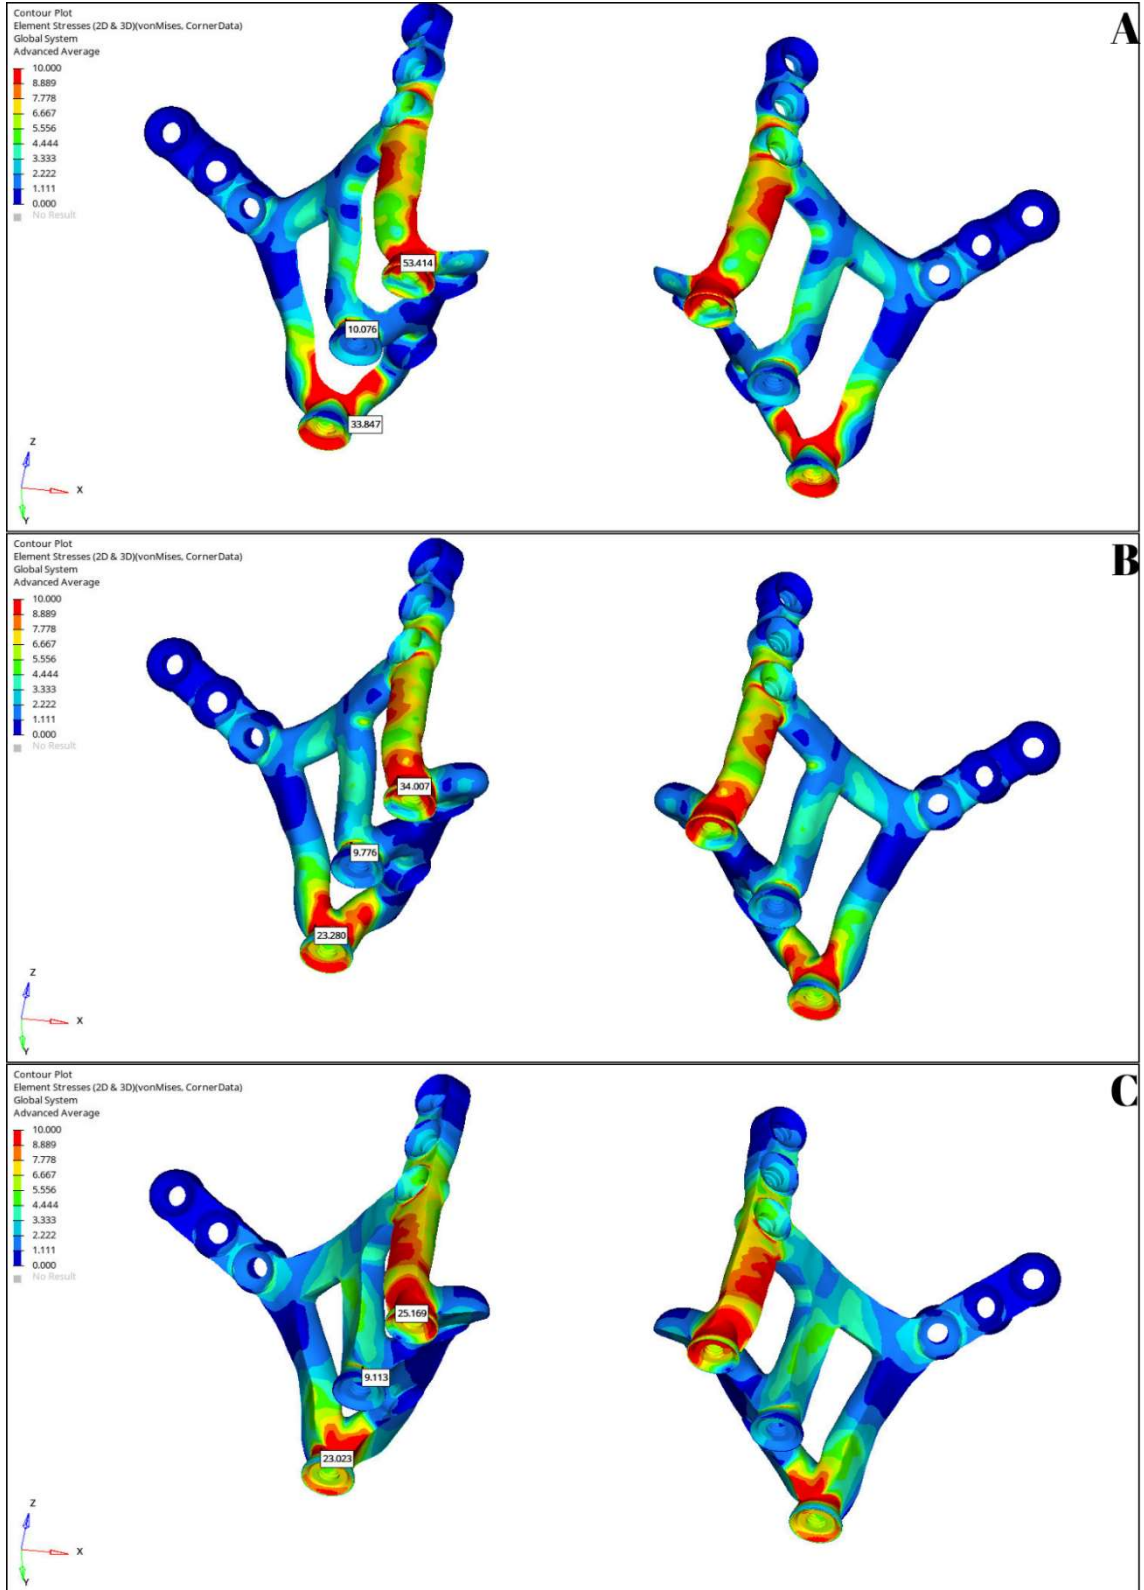 Contour Plot
Element Stresses (2D & 3D)(vonMises, CornerData)
Global System
Advanced Average
10.000
8.889
7.778
6.667
5.556
4.444
3.333
2.222
1.111
0.000
No Result
A
53.414
10.076
33.847
Z
X
Y
Contour Plot
Element Stresses (2D & 3D)(vonMises, CornerData)
Global System
Advanced Average
10.000
8.889
7.778
6.667
5.556
4.444
3.333
2.222
1.111
0.000
No Result
B
34.007
9.776
23.280
Z
X
Y
Contour Plot
Element Stresses (2D & 3D)(vonMises, CornerData)
Global System
Advanced Average
10.000
8.889
7.778
6.667
5.556
4.444
3.333
2.222
1.111
0.000
No Result
C
25.169
9.113
23.023
Z
X
Y